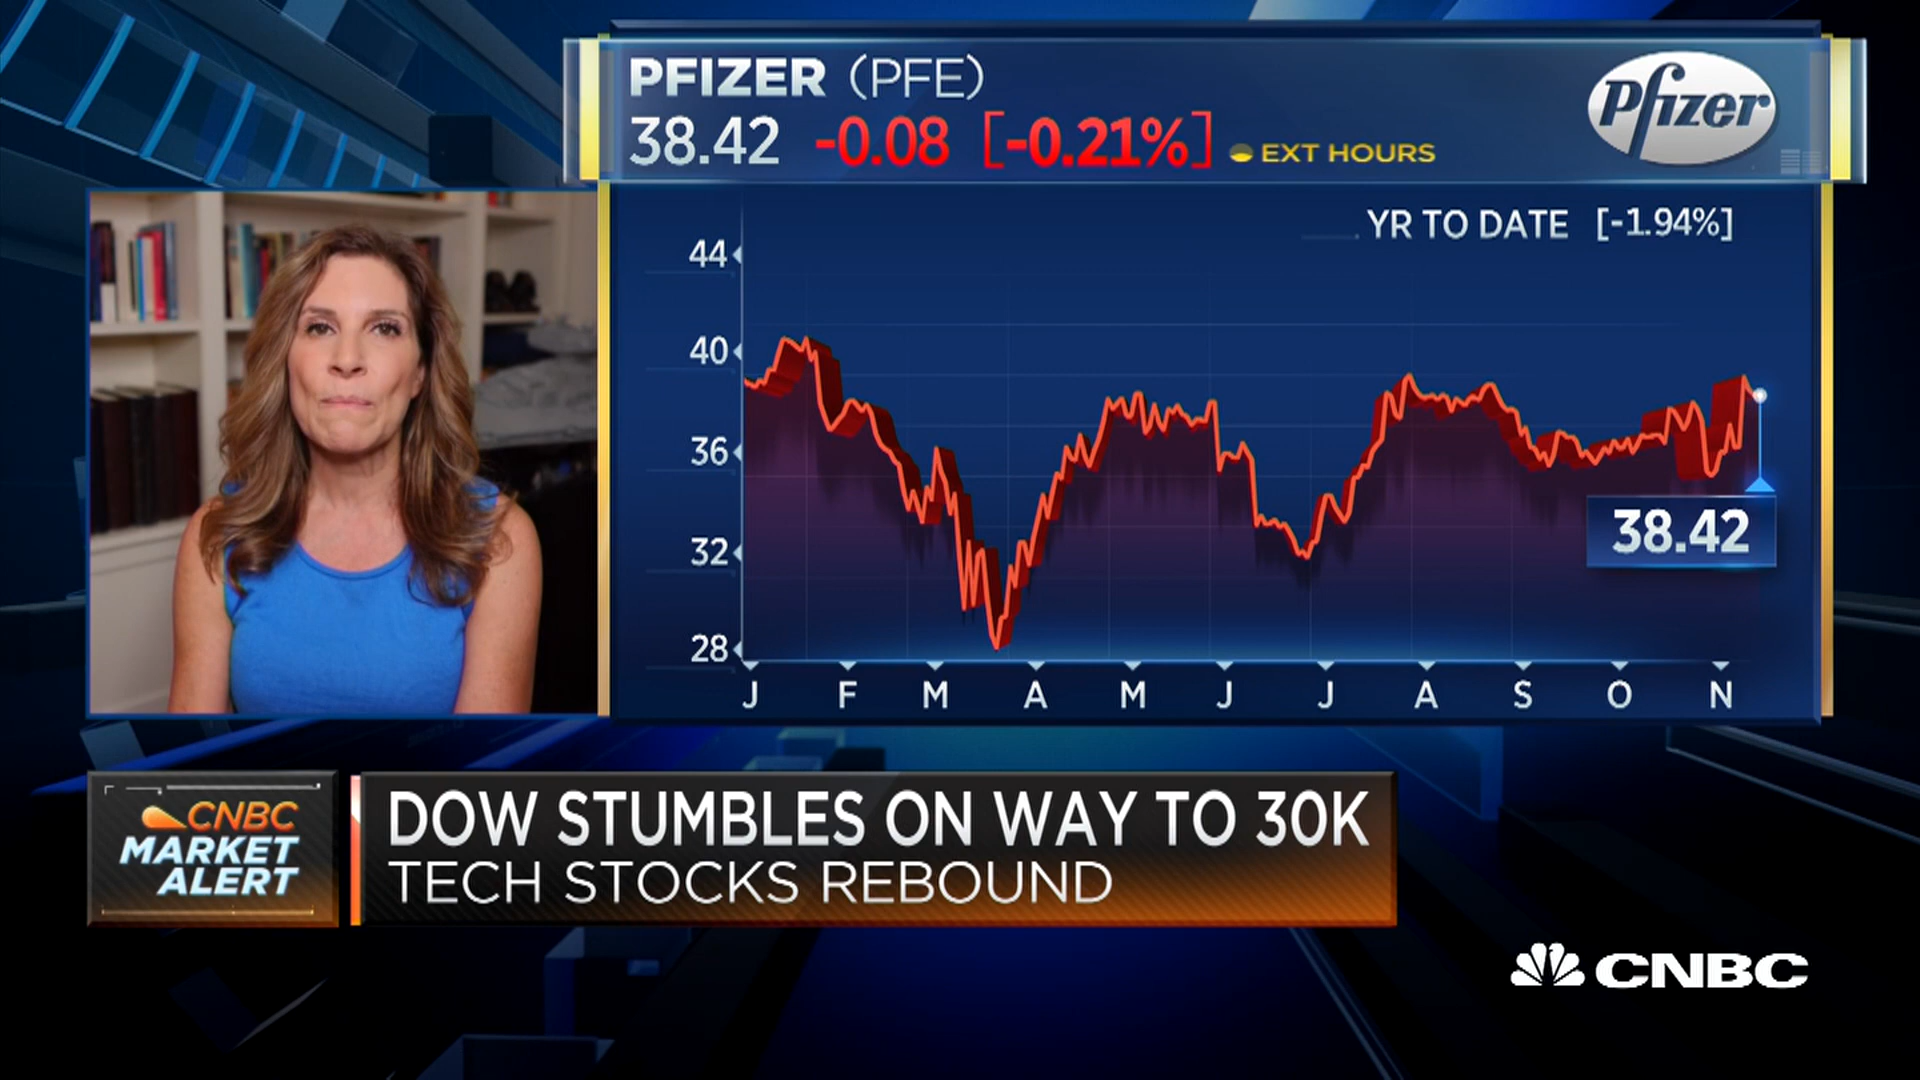 PFIZER (PFE)
38.42 -0.08 [-0.21%] EXT HOURS
Pfizer
YR TO DATE [-1.94%]
44
40
36
32
28
38.42
J F M A M J J A S O N
CNBC
MARKET
ALERT
DOW STUMBLES ON WAY TO 30K
TECH STOCKS REBOUND
CNBC